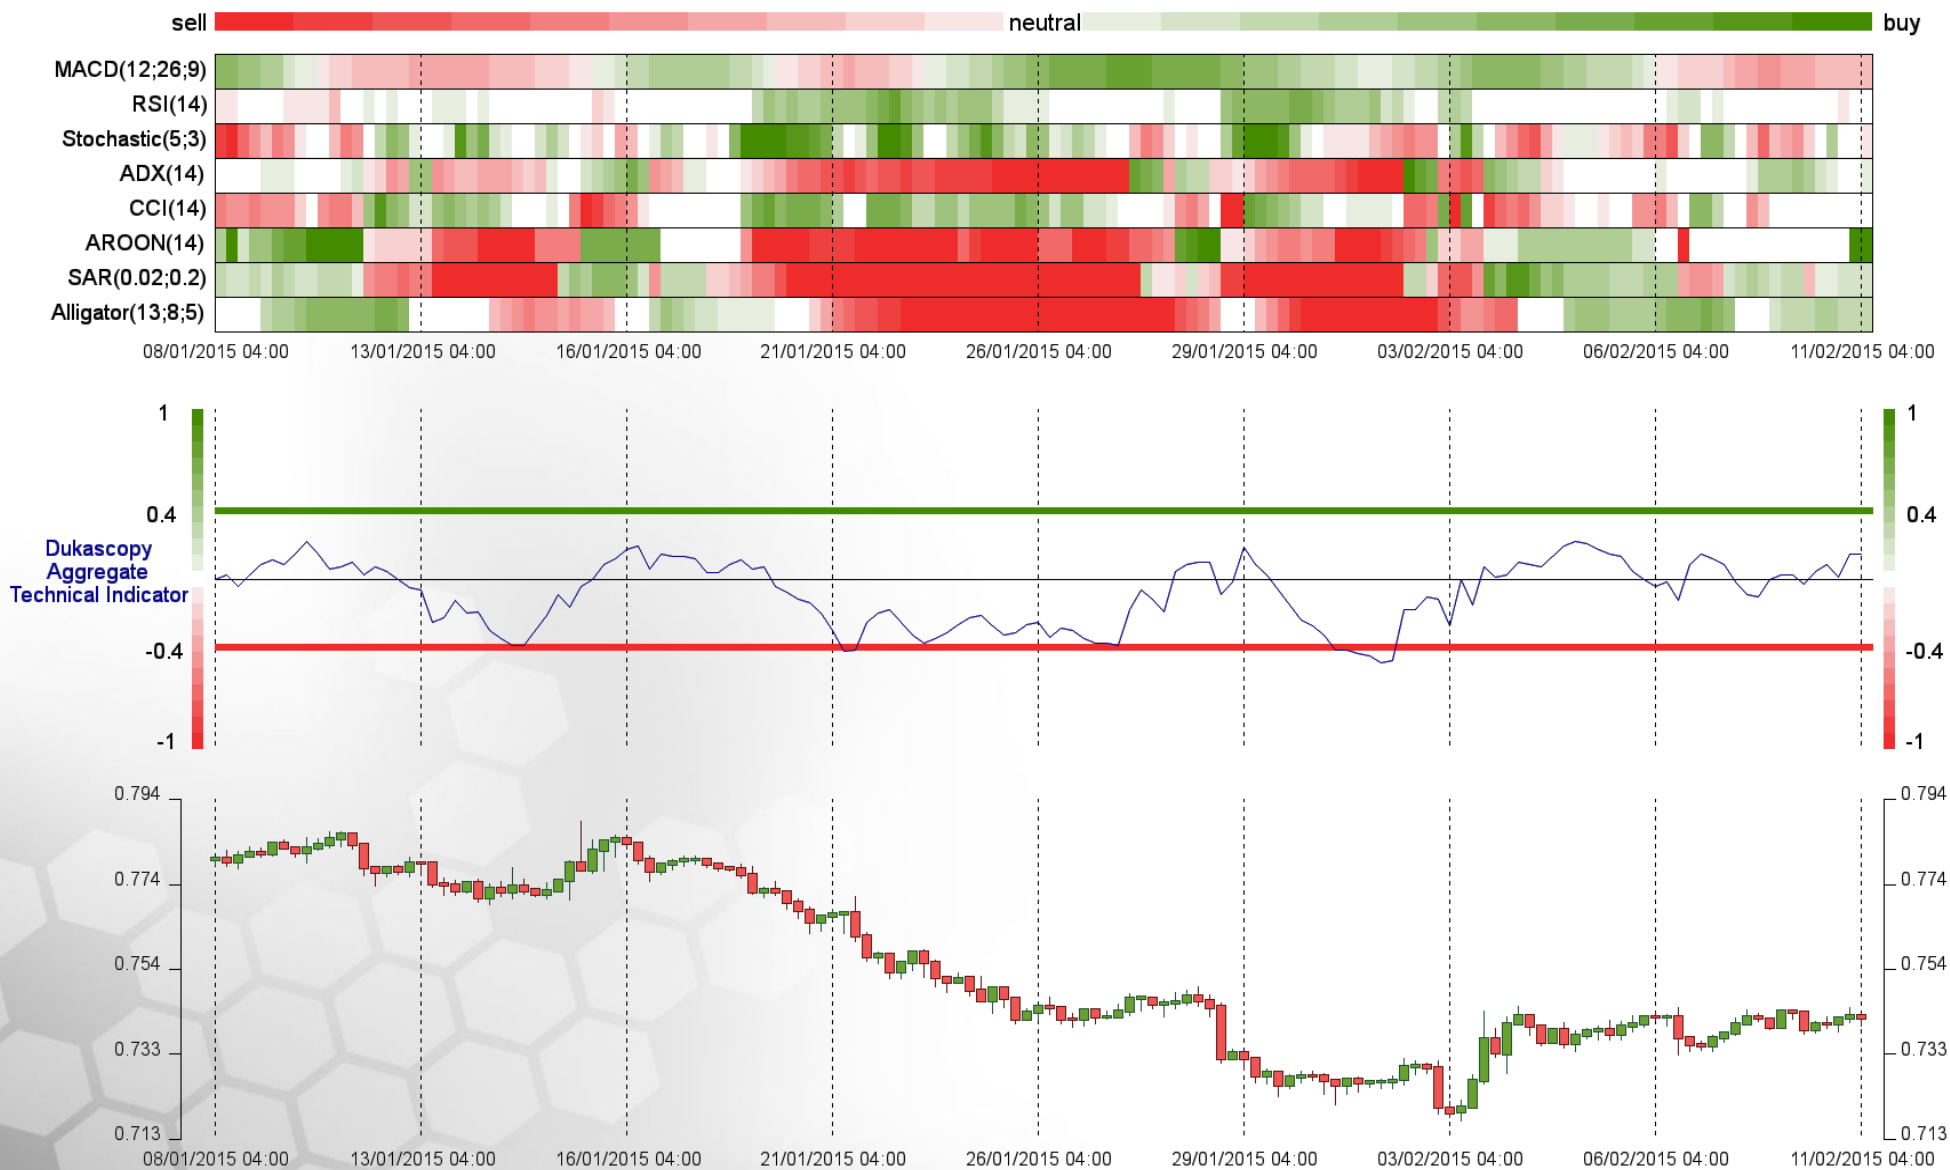 sell neutral buy
MACD(12;26;9)
RSI(14)
Stochastic(5;3)
ADX(14)
CCI(14)
AROON(14)
SAR(0.02;0.2)
Alligator(13;8;5)
08/01/2015 04:00 13/01/2015 04:00 16/01/2015 04:00 21/01/2015 04:00 26/01/2015 04:00 29/01/2015 04:00 03/02/2015 04:00 06/02/2015 04:00 11/02/2015 04:00
1 1
0.4 0.4
Dukascopy
Aggregate
Technical Indicator
-0.4 -0.4
-1 -1
0.794 0.794
0.774 0.774
0.754 0.754
0.733 0.733
0.713 0.713
08/01/2015 04:00 13/01/2015 04:00 16/01/2015 04:00 21/01/2015 04:00 26/01/2015 04:00 29/01/2015 04:00 03/02/2015 04:00 06/02/2015 04:00 11/02/2015 04:00